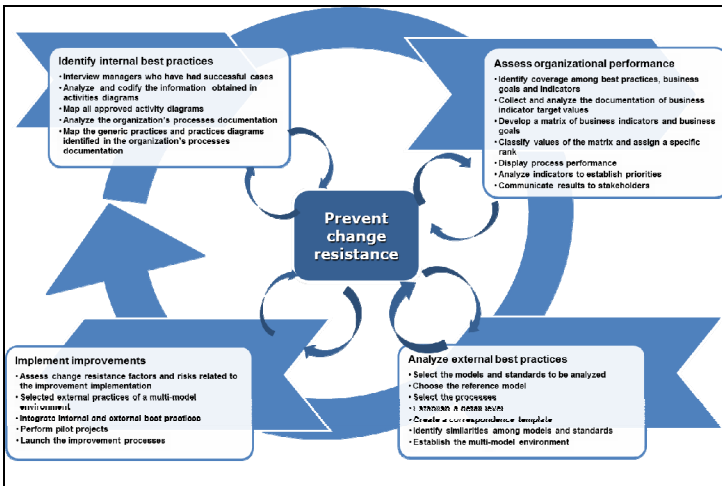 Identify internal best practices
• Interview managers who have had successful cases
• Analyze and codify the information obtained in
activities diagrams
• Map all approved activity diagrams
• Analyze the organization's processes documentation
• Map the generic practices and practices diagrams
identified in the organization's processes
documentation
Assess organizational performance
• Identify coverage among best practices, business
goals and indicators
• Collect and analyze the documentation of business
indicator target values
• Develop a matrix of business indicators and business
goals
• Classify values of the matrix and assign a specific
rank
• Display process performance
• Analyze indicators to establish priorities
• Communicate results to stakeholders
Prevent
change
resistance
Implement improvements
• Assess change resistance factors and risks related to
the improvement implementation
• Selected external practices of a multi-model
environment
• Integrate internal and external best practices
• Perform pilot projects
• Launch the improvement processes
Analyze external best practices
• Select the models and standards to be analyzed
• Choose the reference model
• Select the processes
• Establish a detail level
• Create a correspondence template
• Identify similarities among models and standards
• Establish the multi-model environment